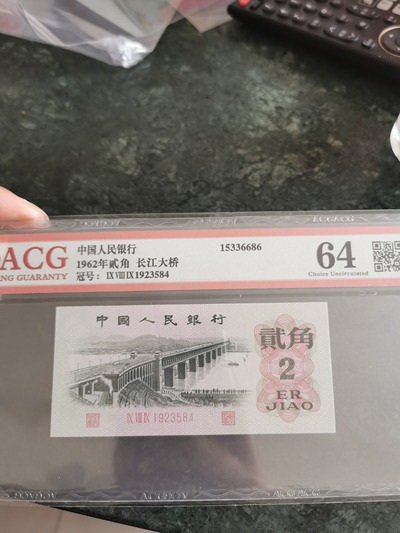 ACG
NG GUARANTY
中国人民银行
1962年贰角 长江大桥
冠号: IX VIII IX1923584
15336686
64
Choice Uncirculated
中國人民銀行
貳角
2
ER
JIAO
IX VIII IX 1923584